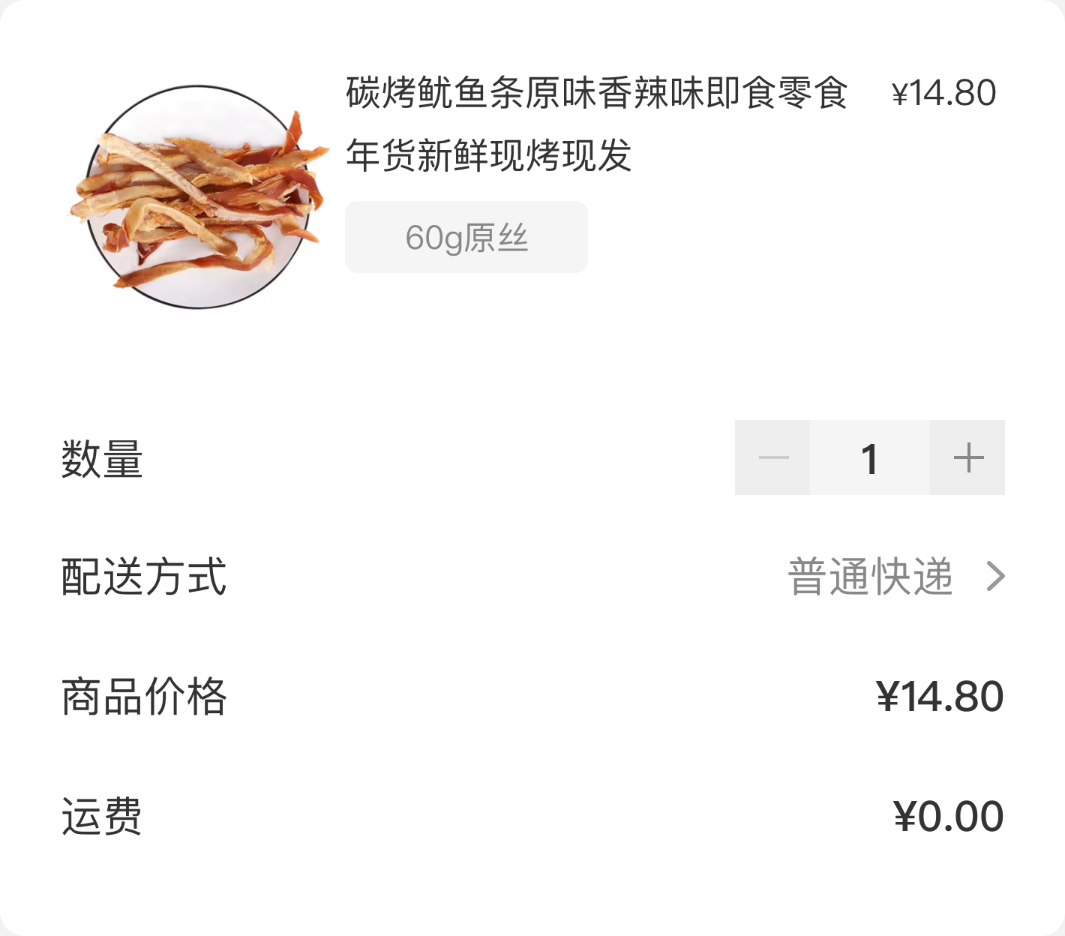 碳烤鱿鱼条原味香辣味即食零食 ¥14.80
年货新鲜现烤现发
60g原丝
数量 1
配送方式 普通快递
商品价格 ¥14.80
运费 ¥0.00